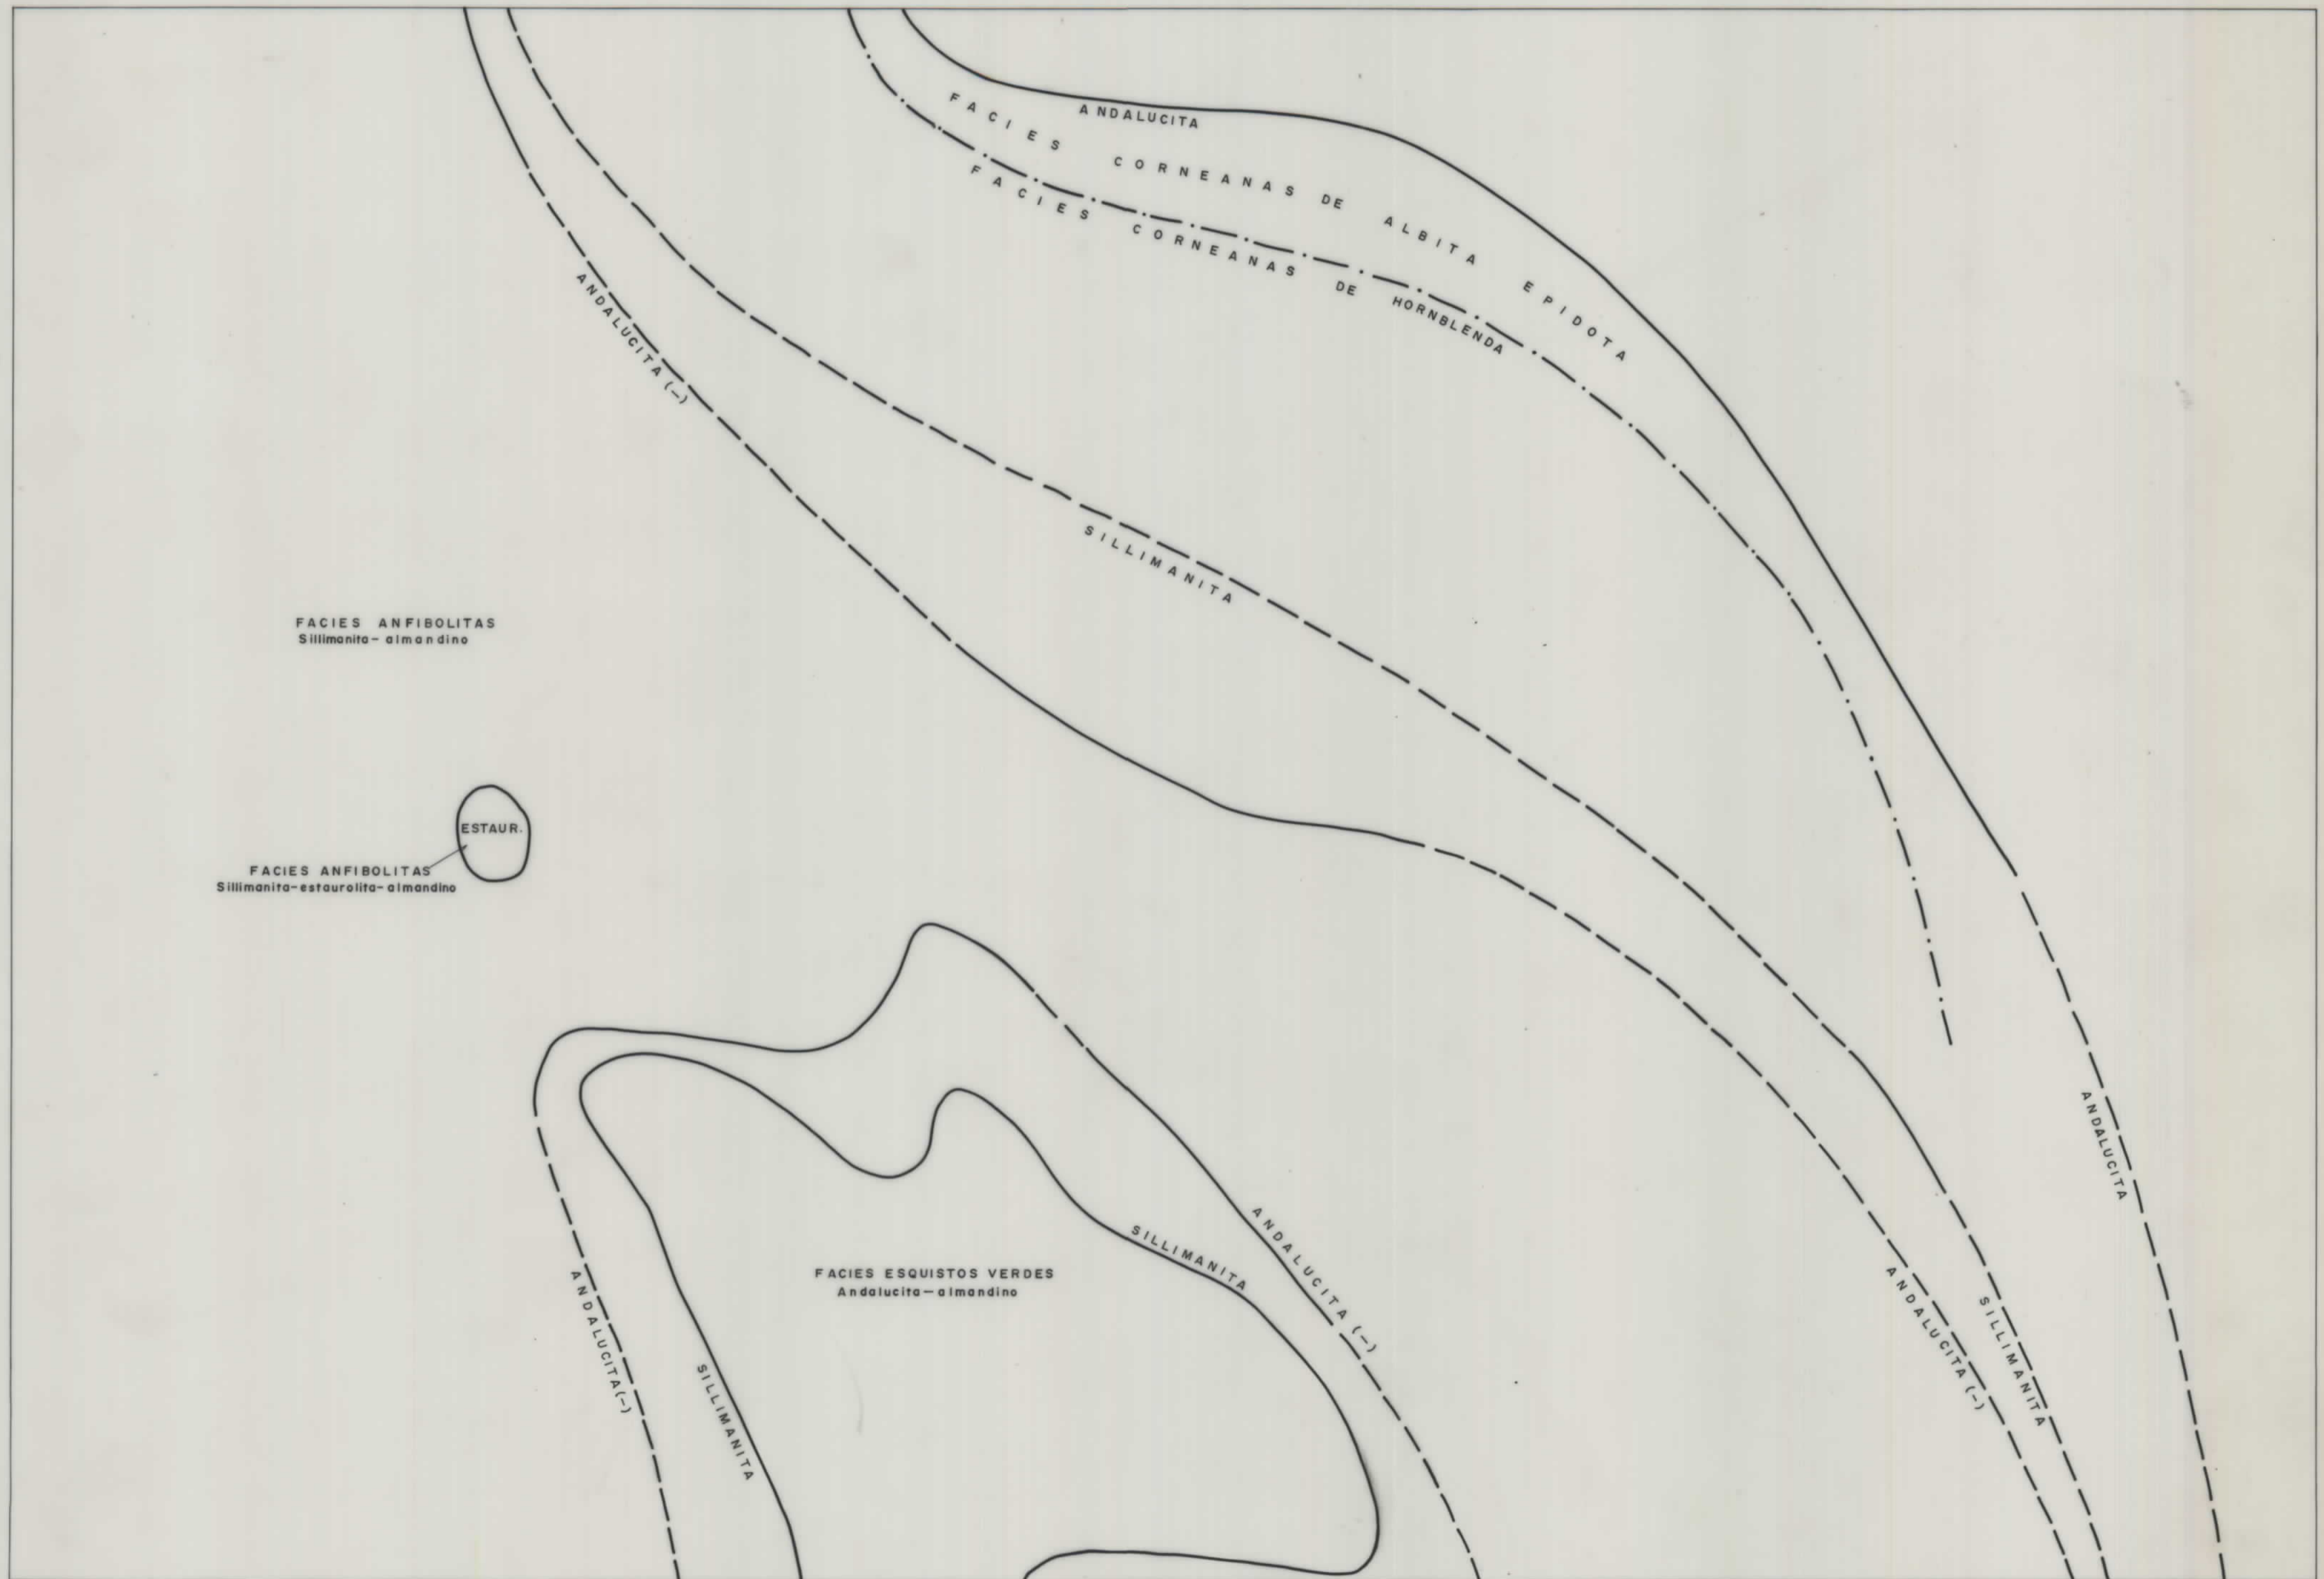 ANDALUCITA
FACIES CORNEANAS DE ALBITA EPIDOTA
FACIES CORNEANAS DE HORNBLENDA
ANDALUCITA (-)
SILLIMANITA
FACIES ANFIBOLITAS
Sillimanita-almandino
ESTAUR.
FACIES ANFIBOLITAS
Sillimanita-estaurolita-almandino
ANDALUCITA
ANDALUCITA (-)
SILLIMANITA
FACIES ESQUISTOS VERDES
Andalucita-almandino
ANDALUCITA (-)
SILLIMANITA
ANDALUCITA (-)
SILLIMANITA